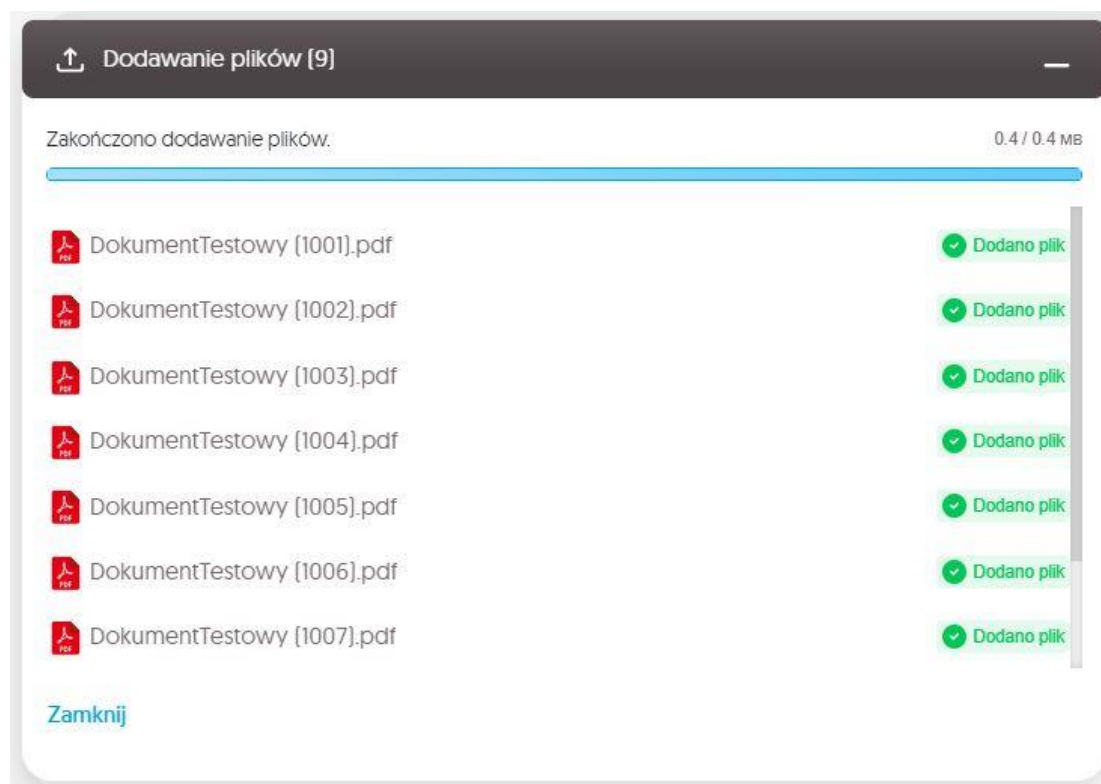 Dodawanie plików (9)
Zakończono dodawanie plików. 0.4 / 0.4 MB
DokumentTestowy (1001).pdf Dodano plik
DokumentTestowy (1002).pdf Dodano plik
DokumentTestowy (1003).pdf Dodano plik
DokumentTestowy (1004).pdf Dodano plik
DokumentTestowy (1005).pdf Dodano plik
DokumentTestowy (1006).pdf Dodano plik
DokumentTestowy (1007).pdf Dodano plik
Zamknij